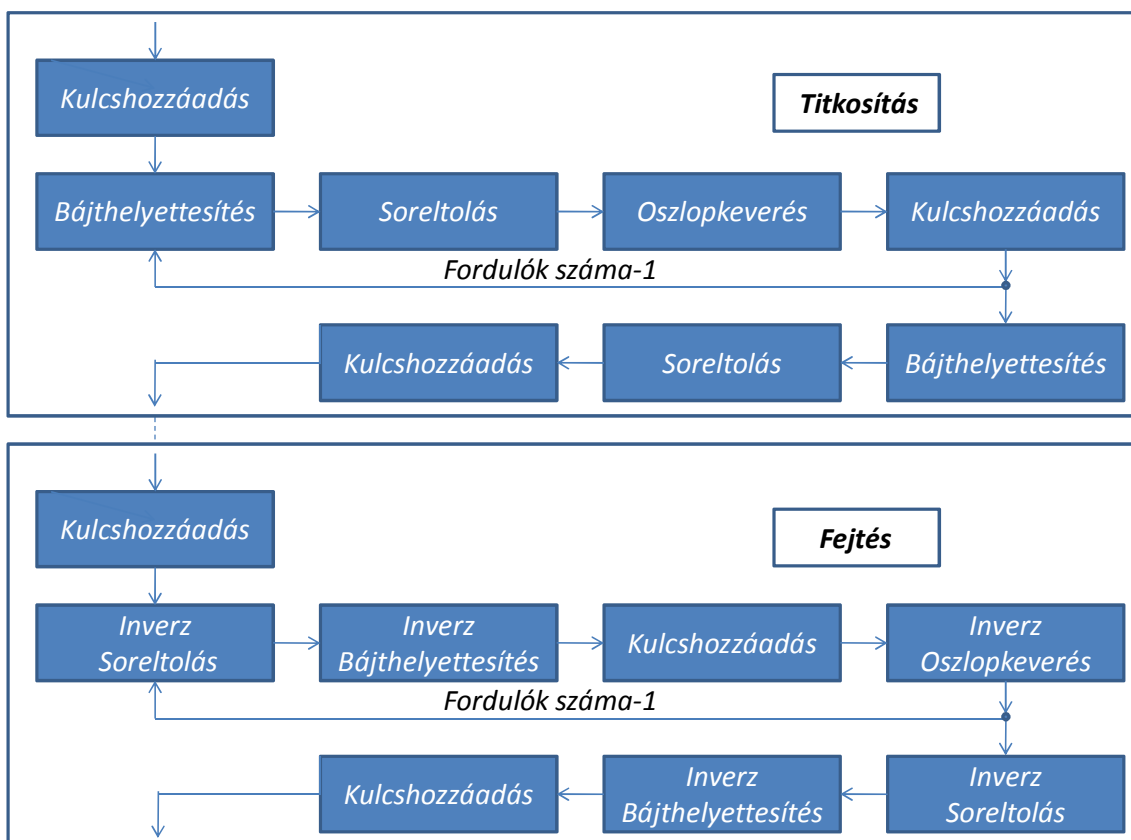 Kulcshozzáadás
Titkosítás
Bájthelyettesítés
Soreltolás
Oszlopkeverés
Kulcshozzáadás
Fordulók száma-1
Kulcshozzáadás
Soreltolás
Bájthelyettesítés
Kulcshozzáadás
Fejtés
Inverz
Soreltolás
Inverz
Bájthelyettesítés
Kulcshozzáadás
Inverz
Oszlopkeverés
Fordulók száma-1
Kulcshozzáadás
Inverz
Bájthelyettesítés
Inverz
Soreltolás